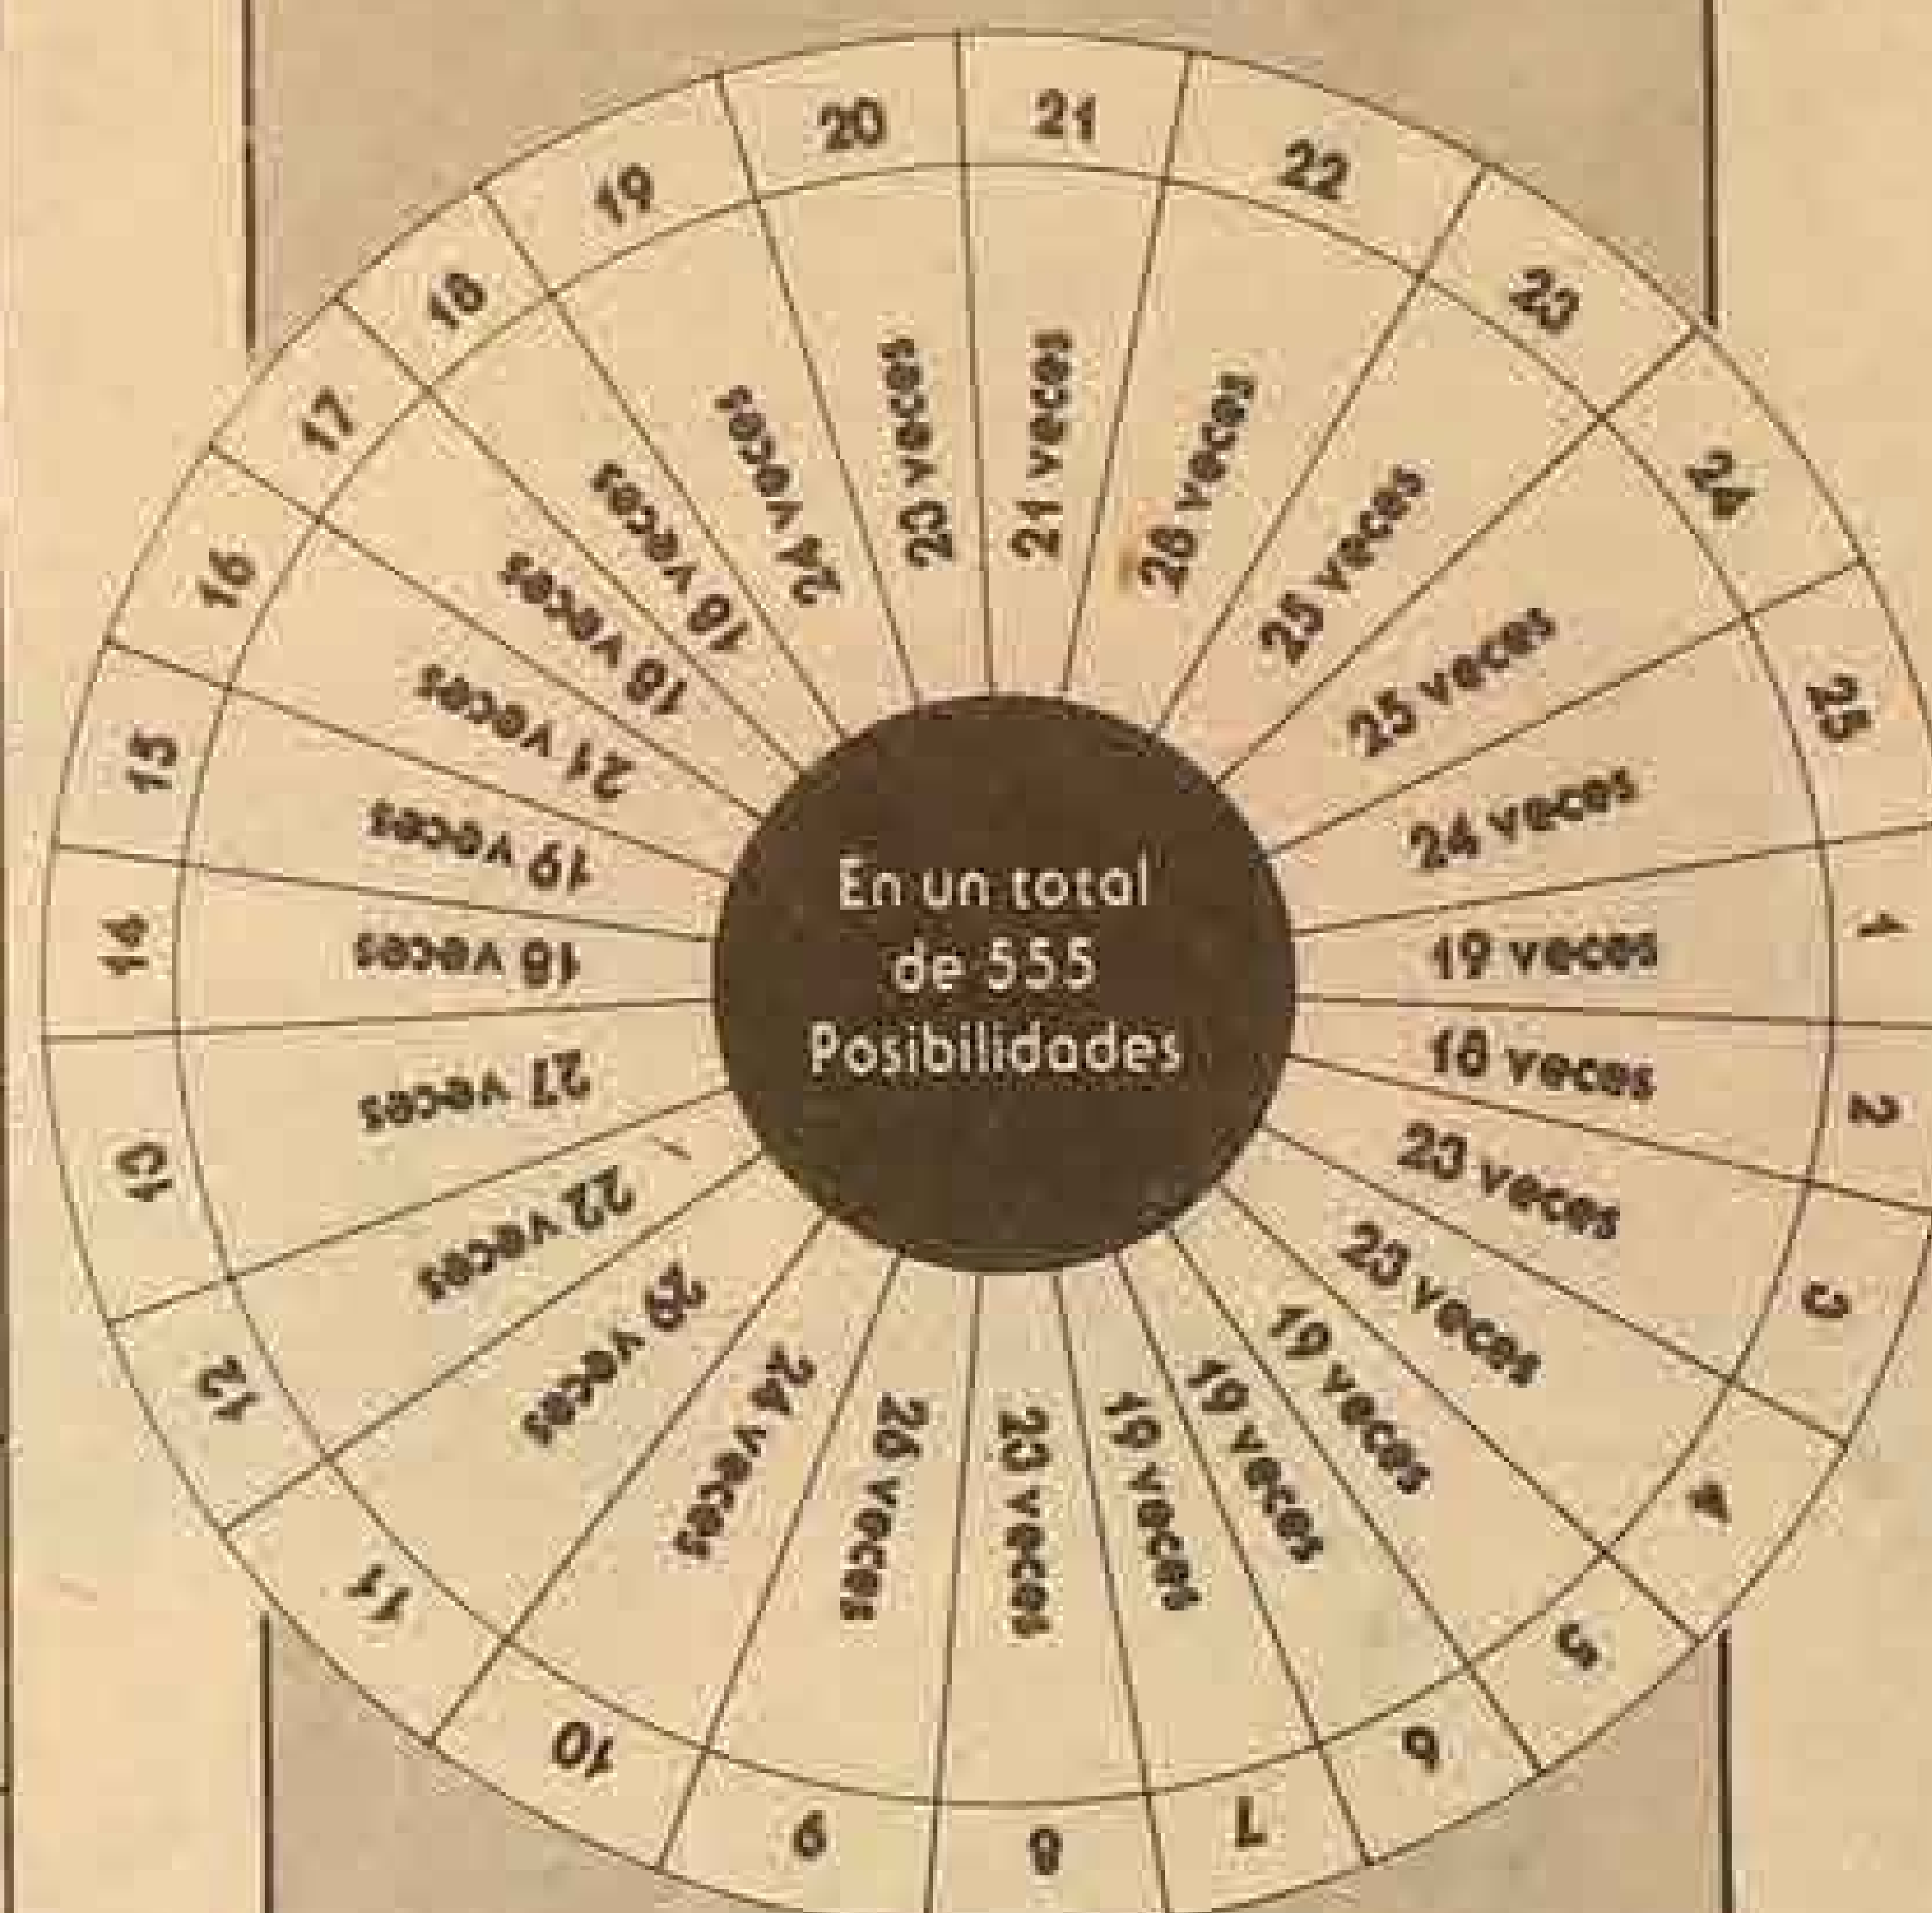 En un total
de 555
Posibilidades
1
19 veces
2
18 veces
3
23 veces
4
23 veces
5
19 veces
6
19 veces
7
19 veces
8
23 veces
9
26 veces
10
24 veces
11
29 veces
12
22 veces
13
27 veces
14
18 veces
15
19 veces
16
21 veces
17
18 veces
18
18 veces
19
24 veces
20
23 veces
21
21 veces
22
28 veces
23
25 veces
24
25 veces
25
24 veces